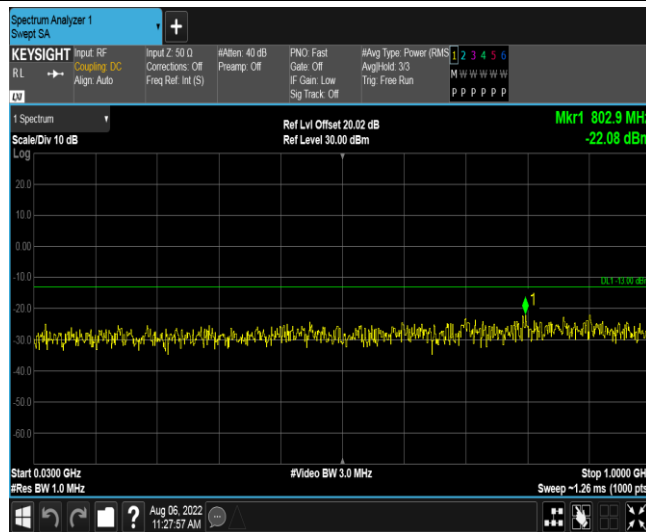 Spectrum Analyzer 1
Swept SA
+
KEYSIGHT
RL
LXI
Input: RF
Coupling: DC
Align: Auto
Input Z: 50 Ω
Corrections: Off
Freq Ref: Int (S)
#Atten: 40 dB
Preamp: Off
PNO: Fast
Gate: Off
IF Gain: Low
Sig Track: Off
#Avg Type: Power (RMS
Avg|Hold: 3/3
Trig: Free Run
1 2 3 4 5 6
M W W W W W
P P P P P P
1 Spectrum
Scale/Div 10 dB
Log
Ref Lvl Offset 20.02 dB
Ref Level 30.00 dBm
Mkr1 802.9 MHz
-22.08 dBm
20.0
10.0
0.00
-10.0
-20.0
-30.0
-40.0
-50.0
-60.0
DL1 -13.00 dBm
1
Start 0.0300 GHz
#Res BW 1.0 MHz
#Video BW 3.0 MHz
Stop 1.0000 GH
Sweep ~1.26 ms (1000 pts
?
Aug 06, 2022
11:27:57 AM